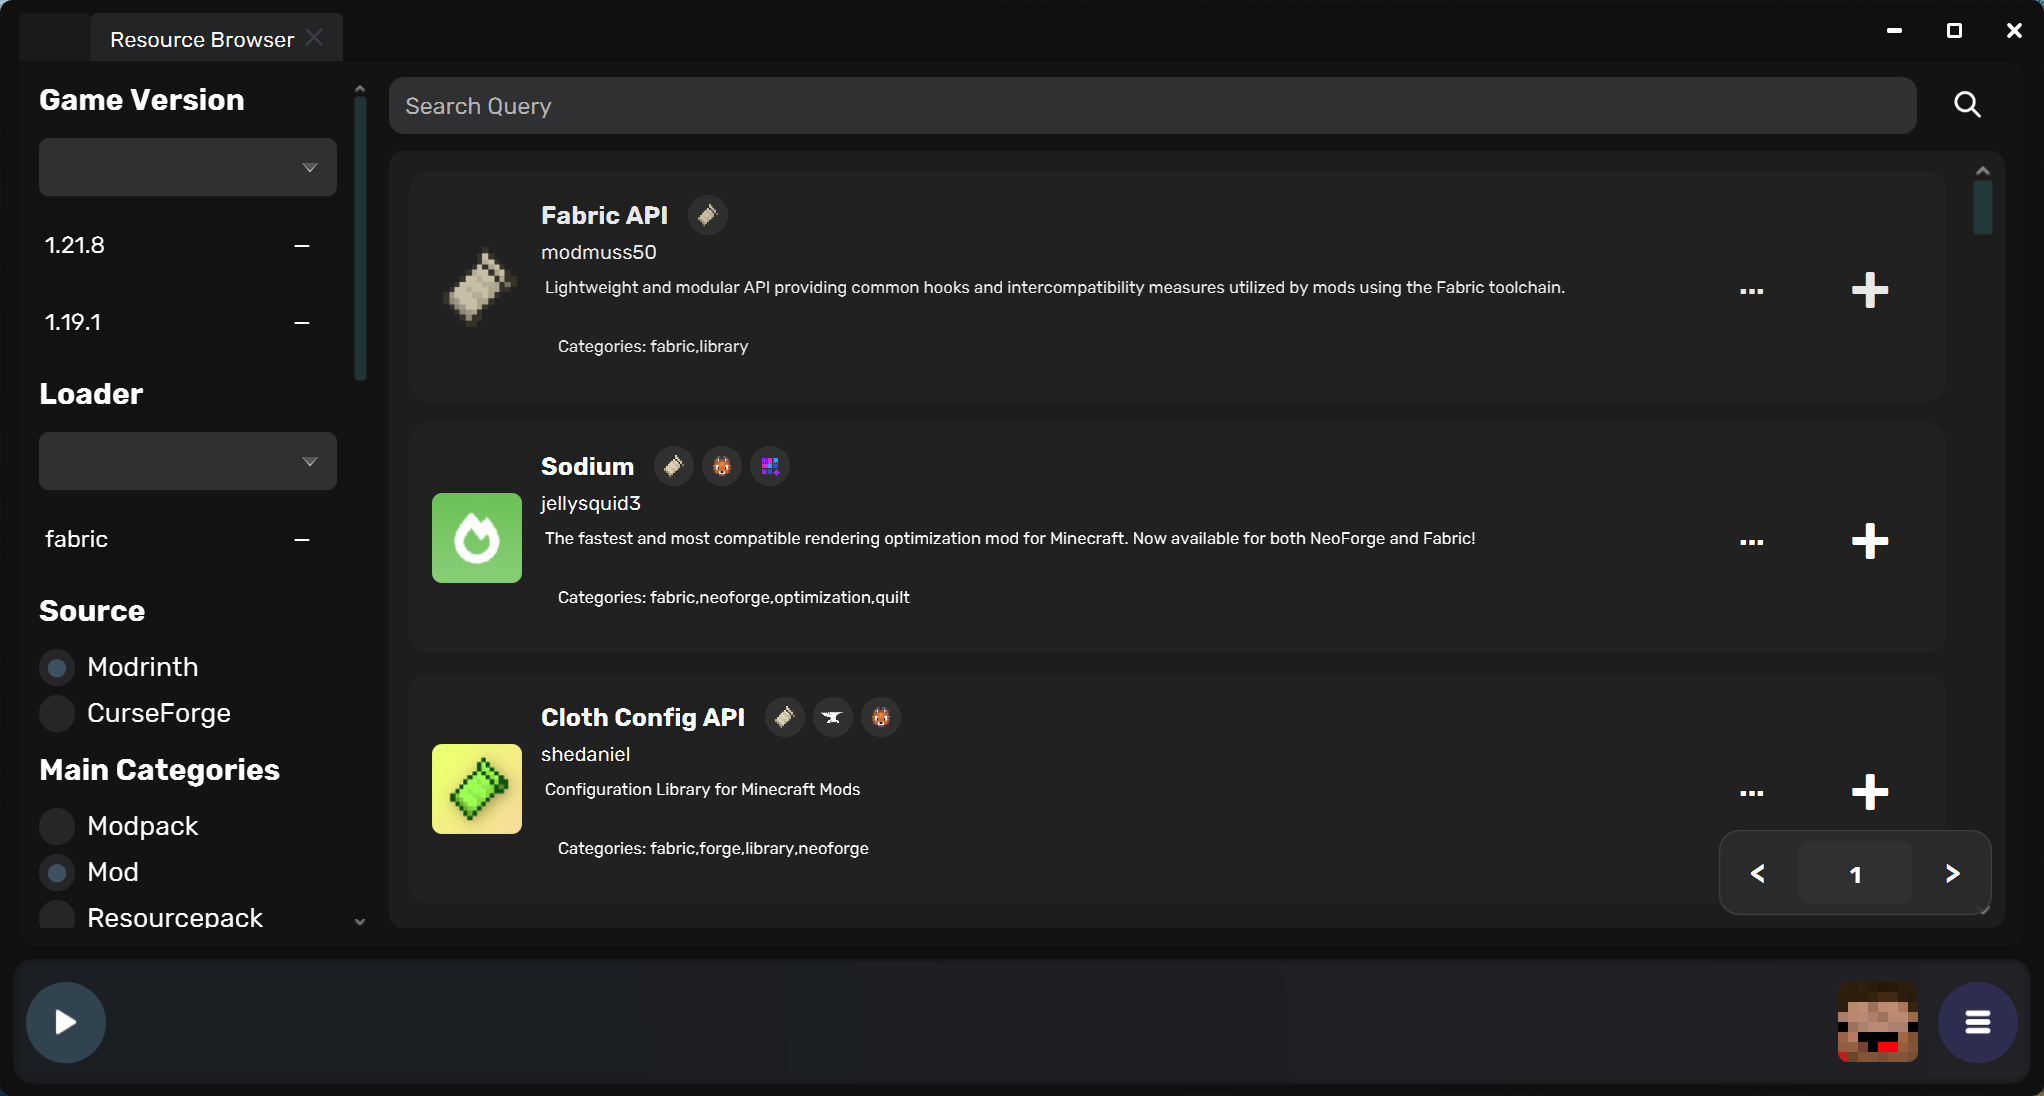 Resource Browser
Game Version
1.21.8
1.19.1
Loader
fabric
Source
Modrinth
CurseForge
Main Categories
Modpack
Mod
Resourcepack
Search Query
Fabric API
modmuss50
Lightweight and modular API providing common hooks and intercompatibility measures utilized by mods using the Fabric toolchain.
Categories: fabric,library
Sodium
jellysquid3
The fastest and most compatible rendering optimization mod for Minecraft. Now available for both NeoForge and Fabric!
Categories: fabric,neoforge,optimization,quilt
Cloth Config API
shedaniel
Configuration Library for Minecraft Mods
Categories: fabric,forge,library,neoforge
< 1 >